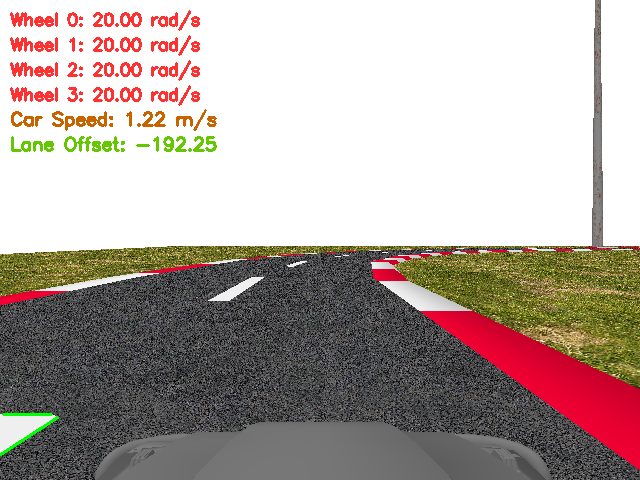 Wheel 0: 20.00 rad/s
Wheel 1: 20.00 rad/s
Wheel 2: 20.00 rad/s
Wheel 3: 20.00 rad/s
Car Speed: 1.22 m/s
Lane Offset: -192.25